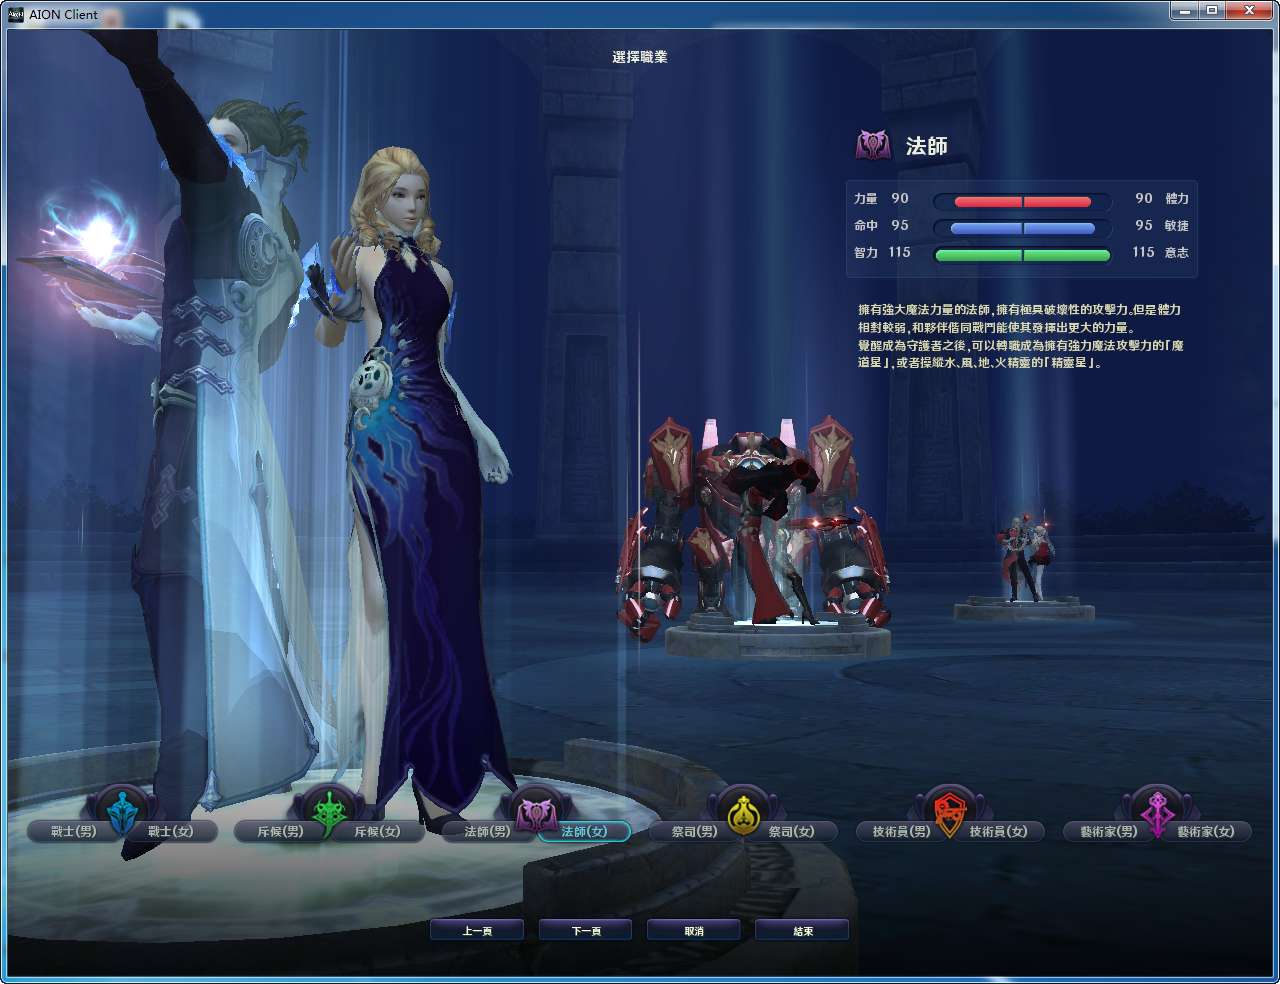 AION Client
選擇職業
法師
力量 90 90 體力
命中 95 95 敏捷
智力 115 115 意志
擁有強大魔法力量的法師,擁有極具破壞性的攻擊力。但是體力
相對較弱,和夥伴偕同戰鬥能使其發揮出更大的力量。
覺醒成為守護者之後,可以轉職成為擁有強力魔法攻擊力的「魔
道星」,或者操縱水、風、地、火精靈的「精靈星」。
戰士(男) 戰士(女) 斥候(男) 斥候(女) 法師(男) 法師(女) 祭司(男) 祭司(女) 技術員(男) 技術員(女) 藝術家(男) 藝術家(女)
上一頁 下一頁 取消 結束